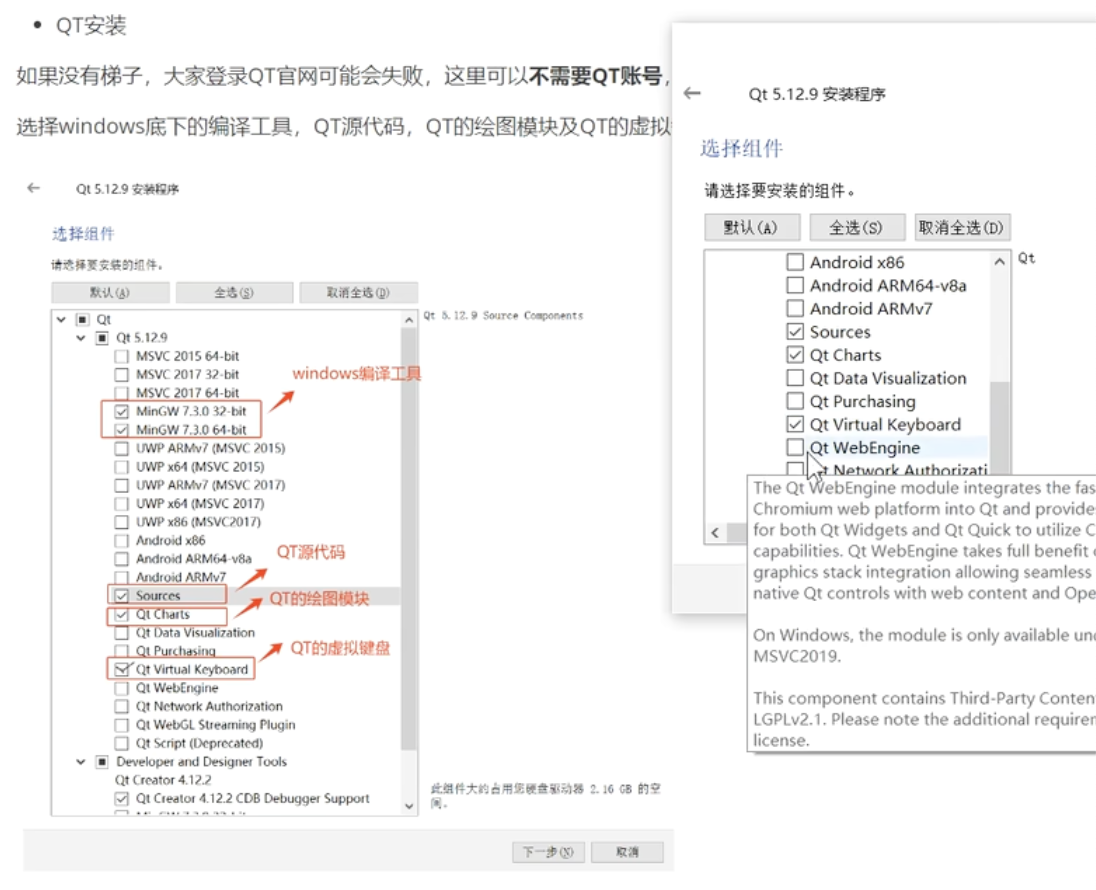 • QT安装
如果没有梯子，大家登录QT官网可能会失败，这里可以不需要QT账号，
选择windows底下的编译工具，QT源代码，QT的绘图模块及QT的虚拟
← Qt 5.12.9 安装程序
选择组件
请选择要安装的组件。
默认(A) 全选(S) 取消全选(D)
Qt
Qt 5.12.9 Source Components
Qt 5.12.9
MSVC 2015 64-bit
MSVC 2017 32-bit
windows编译工具
MSVC 2017 64-bit
MinGW 7.3.0 32-bit
MinGW 7.3.0 64-bit
UWP ARMv7 (MSVC 2015)
UWP x64 (MSVC 2015)
UWP ARMv7 (MSVC 2017)
UWP x64 (MSVC 2017)
UWP x86 (MSVC2017)
Android x86
QT源代码
Android ARM64-v8a
Android ARMv7
Sources
QT的绘图模块
Qt Charts
Qt Data Visualization
Qt Purchasing
QT的虚拟键盘
Qt Virtual Keyboard
Qt WebEngine
Qt Network Authorization
Qt WebGL Streaming Plugin
Qt Script (Deprecated)
Developer and Designer Tools
Qt Creator 4.12.2
Qt Creator 4.12.2 CDB Debugger Support
此组件大约占用您硬盘驱动器 2.16 GB 的空
间。
下一步(N) 取消
← Qt 5.12.9 安装程序
选择组件
请选择要安装的组件。
默认(A) 全选(S) 取消全选(D)
Android x86
Qt
Android ARM64-v8a
Android ARMv7
Sources
Qt Charts
Qt Data Visualization
Qt Purchasing
Qt Virtual Keyboard
Qt WebEngine
Qt Network Authorizati
The Qt WebEngine module integrates the fas
Chromium web platform into Qt and provide
for both Qt Widgets and Qt Quick to utilize C
capabilities. Qt WebEngine takes full benefit
graphics stack integration allowing seamless
native Qt controls with web content and Ope
On Windows, the module is only available un
MSVC2019.
This component contains Third-Party Conten
LGPLv2.1. Please note the additional require
license.